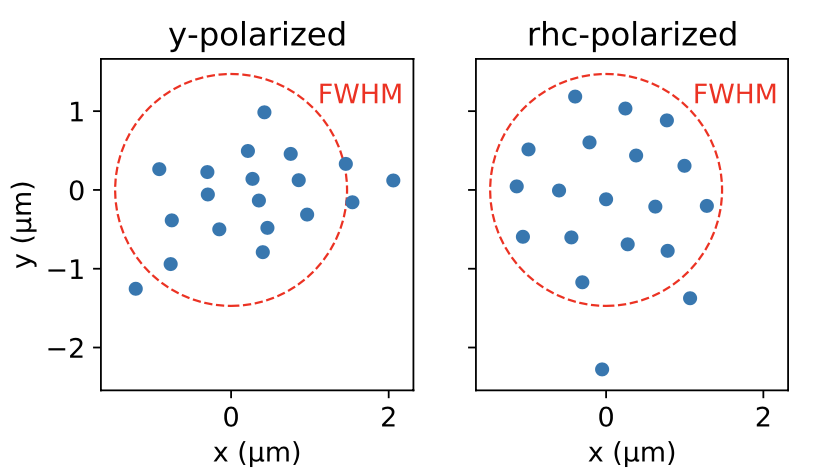 y-polarized
rhc-polarized
FWHM
FWHM
1
0
−1
−2
y (μm)
0
2
0
2
x (μm)
x (μm)